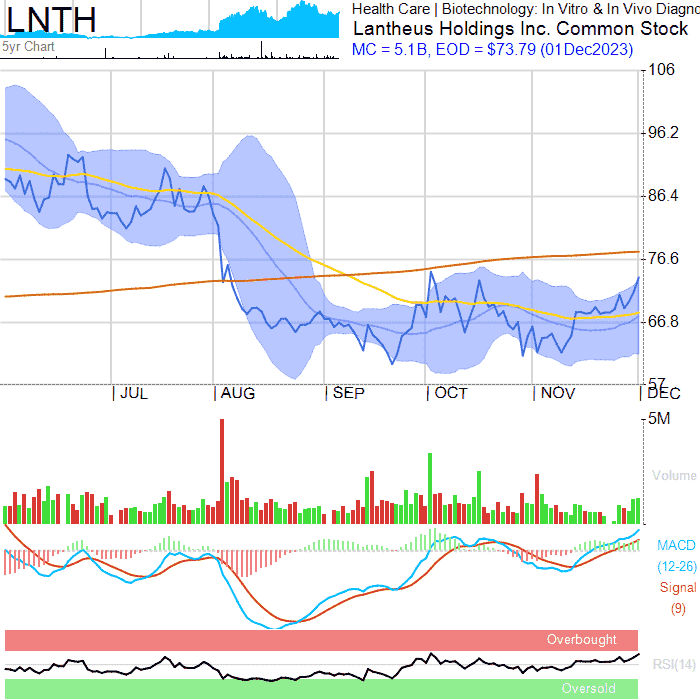 LNTH
5yr Chart
Health Care | Biotechnology: In Vitro & In Vivo Diagno
Lantheus Holdings Inc. Common Stock
MC = 5.1B, EOD = $73.79 (01Dec2023)
106
96.2
86.4
76.6
66.8
57
JUL
AUG
SEP
OCT
NOV
DEC
5M
Volume
MACD
(12-26)
Signal
(9)
Overbought
RSI(14)
Oversold